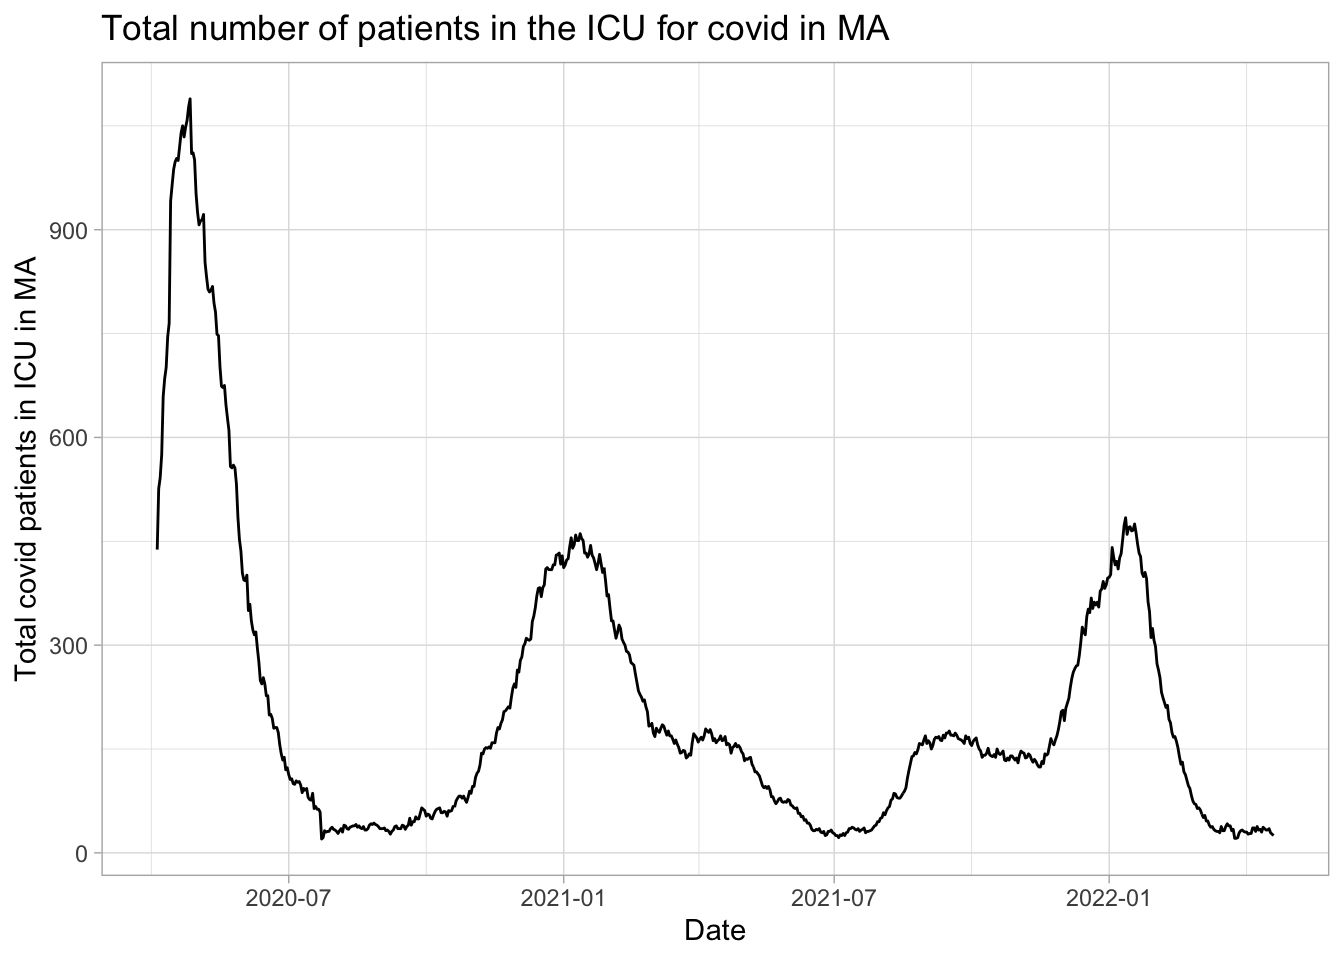 Total number of patients in the ICU for covid in MA
Total covid patients in ICU in MA
900
600
300
0
2020-07
2021-01
2021-07
2022-01
Date